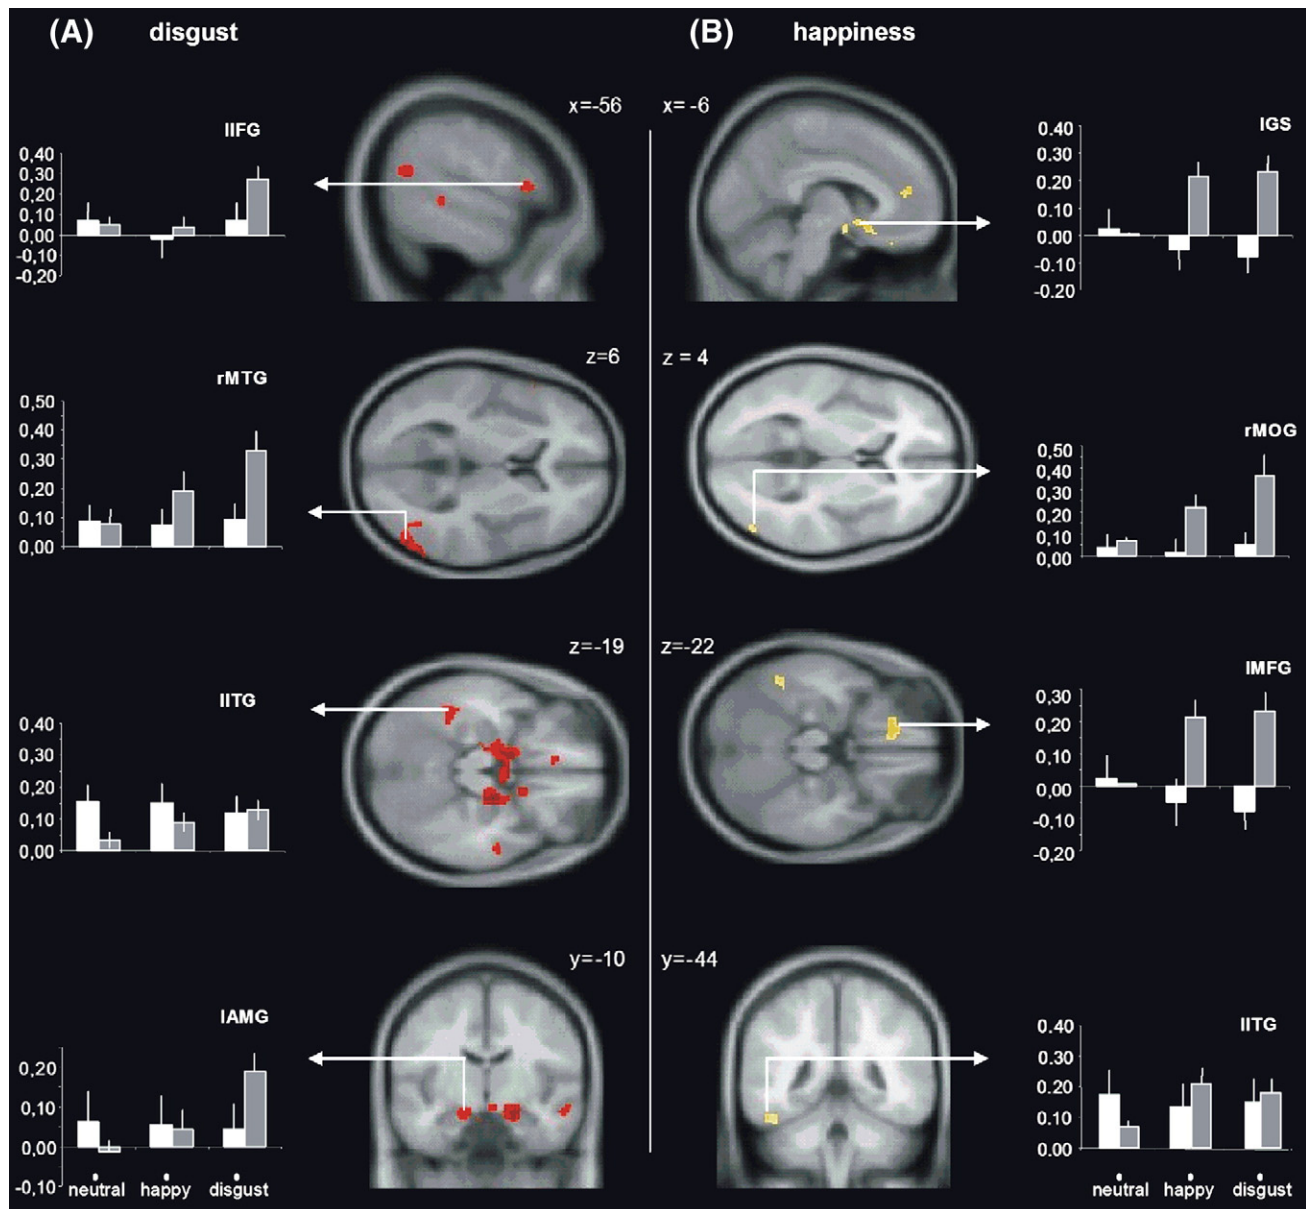 (A) disgust
(B) happiness
x=-56
x= -6
lIFG
0,40
0,30
0,20
0,10
0,00
-0,10
-0,20
lGS
0.40
0.30
0.20
0.10
0.00
-0.10
-0.20
z=6
z = 4
rMTG
0,50
0,40
0,30
0,20
0,10
0,00
rMOG
0,50
0,40
0,30
0,20
0,10
0,00
z=-19
z=-22
lITG
0,40
0,30
0,20
0,10
0,00
lMFG
0,30
0,20
0,10
0,00
-0,10
-0,20
y=-10
y=-44
lAMG
0,20
0,10
0,00
-0,10
neutral happy disgust
lITG
0.40
0.30
0.20
0.10
0.00
neutral happy disgust